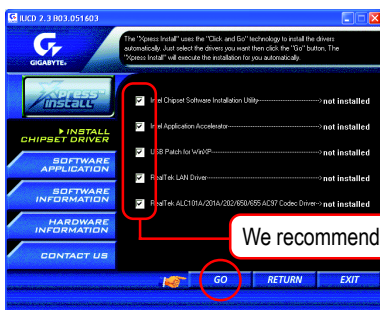 IUCD 2.3 B03.051603
GIGABYTE™
The "Xpress Install" uses the "Click and Go" technology to install the drivers
automatically. Just select the drivers you want then click the "Go" button. The
"Xpress Install" will execute the installation for you automatically.
Xpress
INSTALL
INSTALL
CHIPSET DRIVER
SOFTWARE
APPLICATION
SOFTWARE
INFORMATION
HARDWARE
INFORMATION
CONTACT US
Intel Chipset Software Installation Utility-----> not installed
Intel Application Accelerator-----> not installed
USB Patch for WinXP-----> not installed
RealTek LAN Driver-----> not installed
RealTek ALC101A/201A/202/650/655 AC97 Codec Driver--> not installed
We recommend
GO RETURN EXIT